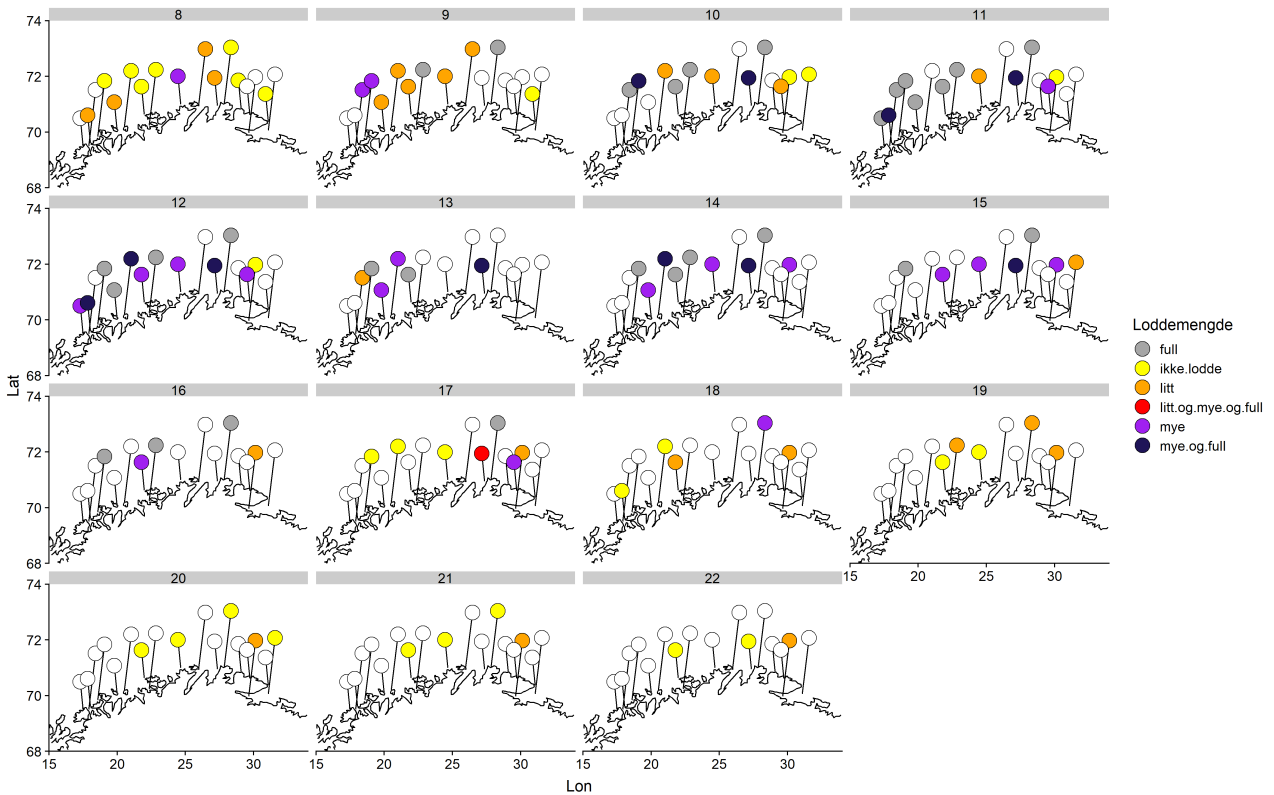 8 9 10 11
74
72
70
68
12 13 14 15
74
72
70
68
16 17 18 19
74
72
70
68
15 20 25 30
20 21 22
74
72
70
68
15 20 25 30 15 20 25 30 15 20 25 30
Lat
Lon
Loddemengde
full
ikke.lodde
litt
litt.og.mye.og.full
mye
mye.og.full